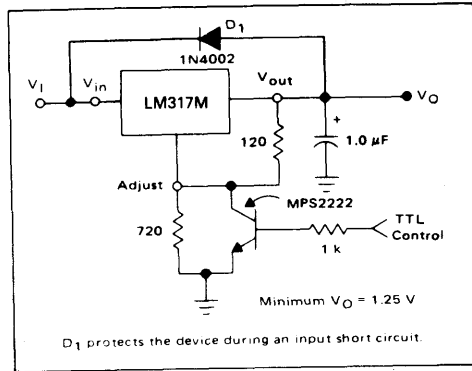 D1
1N4002
VI
Vin
LM317M
Vout
VO
120
+
1.0 µF
Adjust
MPS2222
720
1 k
TTL
Control
Minimum VO = 1.25 V
D1 protects the device during an input short circuit.